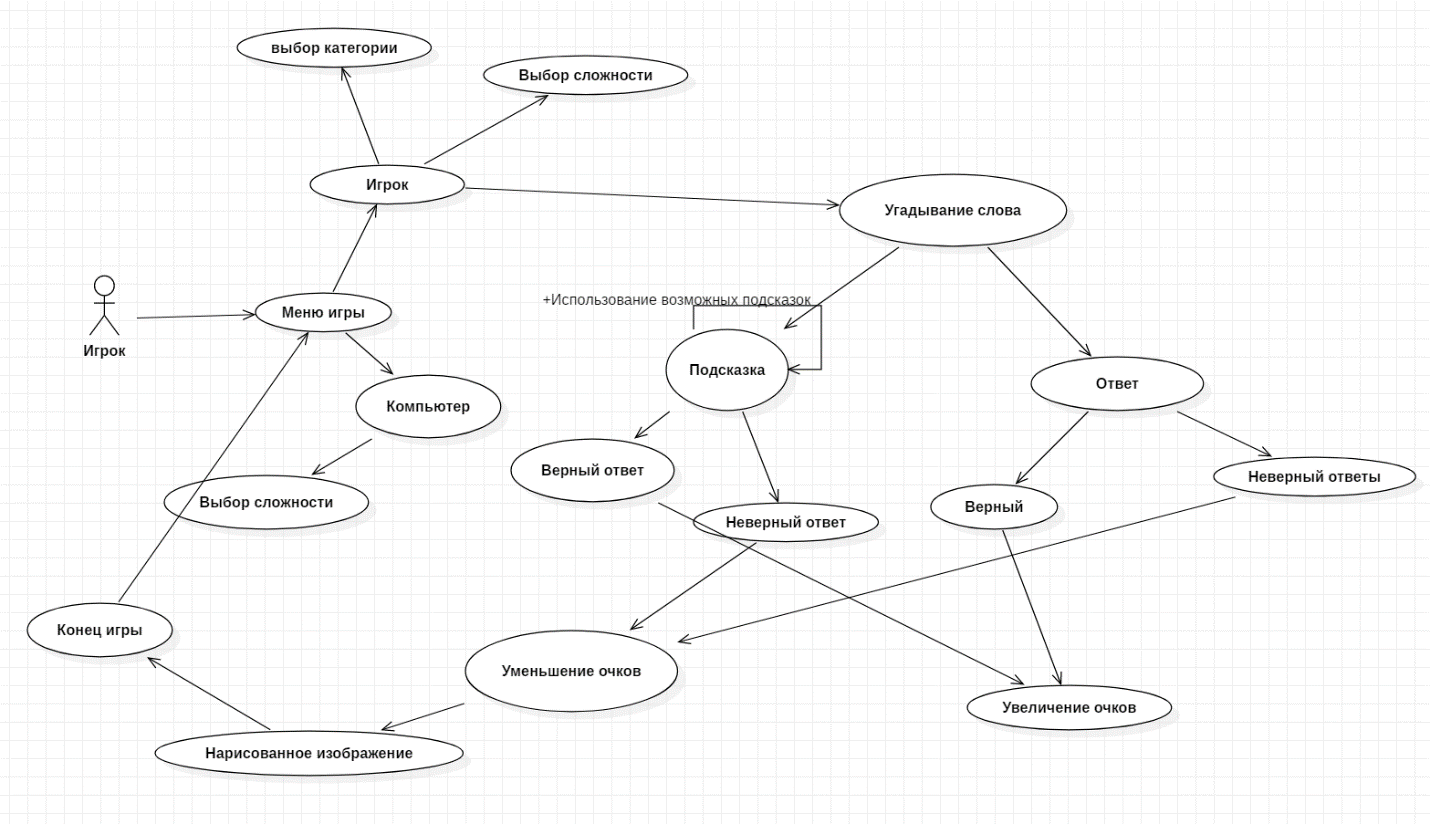 выбор категории
Выбор сложности
Игрок
Угадывание слова
+Использование возможных подсказок
Меню игры
Игрок
Подсказка
Ответ
Компьютер
Верный ответ
Неверный ответы
Выбор сложности
Верный
Неверный ответ
Конец игры
Уменьшение очков
Увеличение очков
Нарисованное изображение